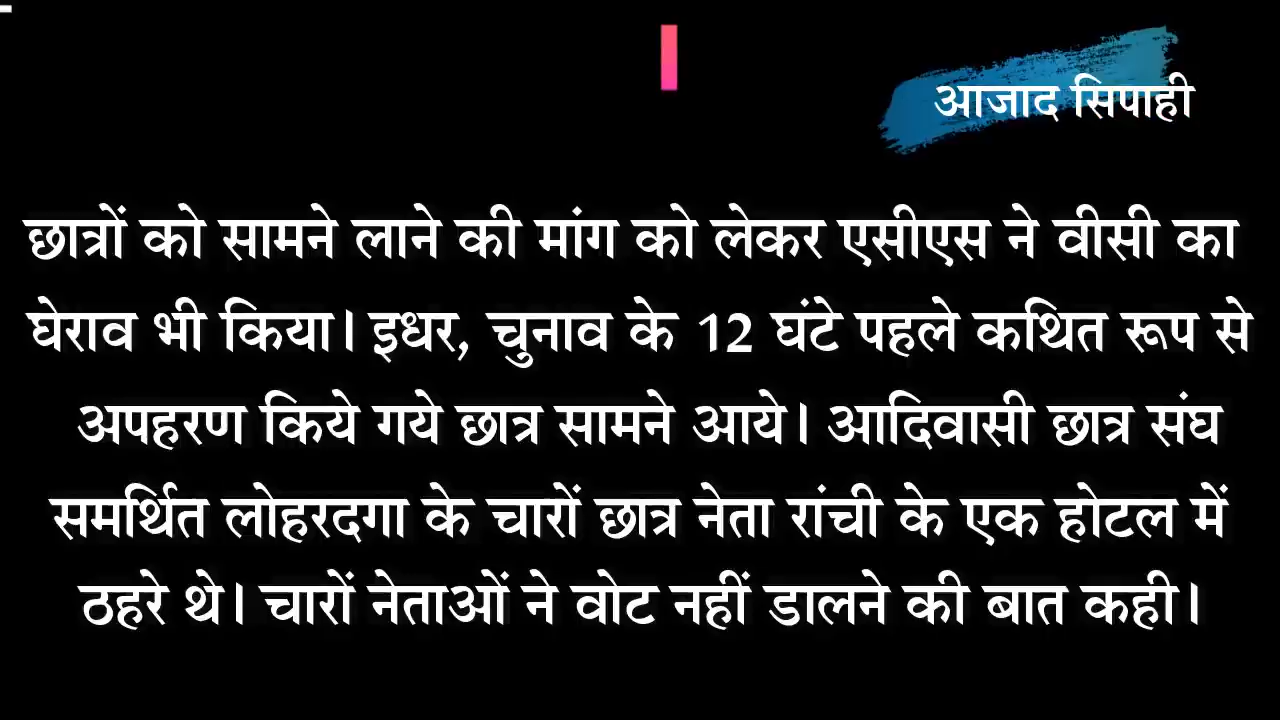 आजाद सिपाही
छात्रों को सामने लाने की मांग को लेकर एसीएस ने वीसी का
घेराव भी किया। इधर, चुनाव के 12 घंटे पहले कथित रूप से
अपहरण किये गये छात्र सामने आये। आदिवासी छात्र संघ
समर्थित लोहरदगा के चारों छात्र नेता रांची के एक होटल में
ठहरे थे। चारों नेताओं ने वोट नहीं डालने की बात कही।